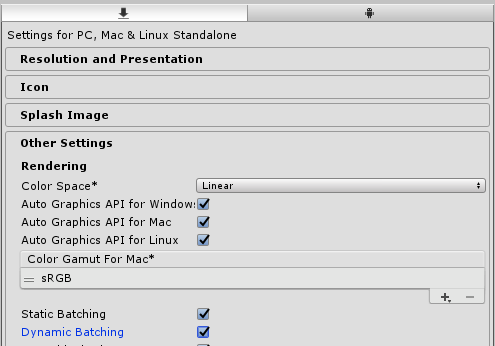 Settings for PC, Mac & Linux Standalone
Resolution and Presentation
Icon
Splash Image
Other Settings
Rendering
Color Space* Linear
Auto Graphics API for Window
Auto Graphics API for Mac
Auto Graphics API for Linux
Color Gamut For Mac*
sRGB
Static Batching
Dynamic Batching